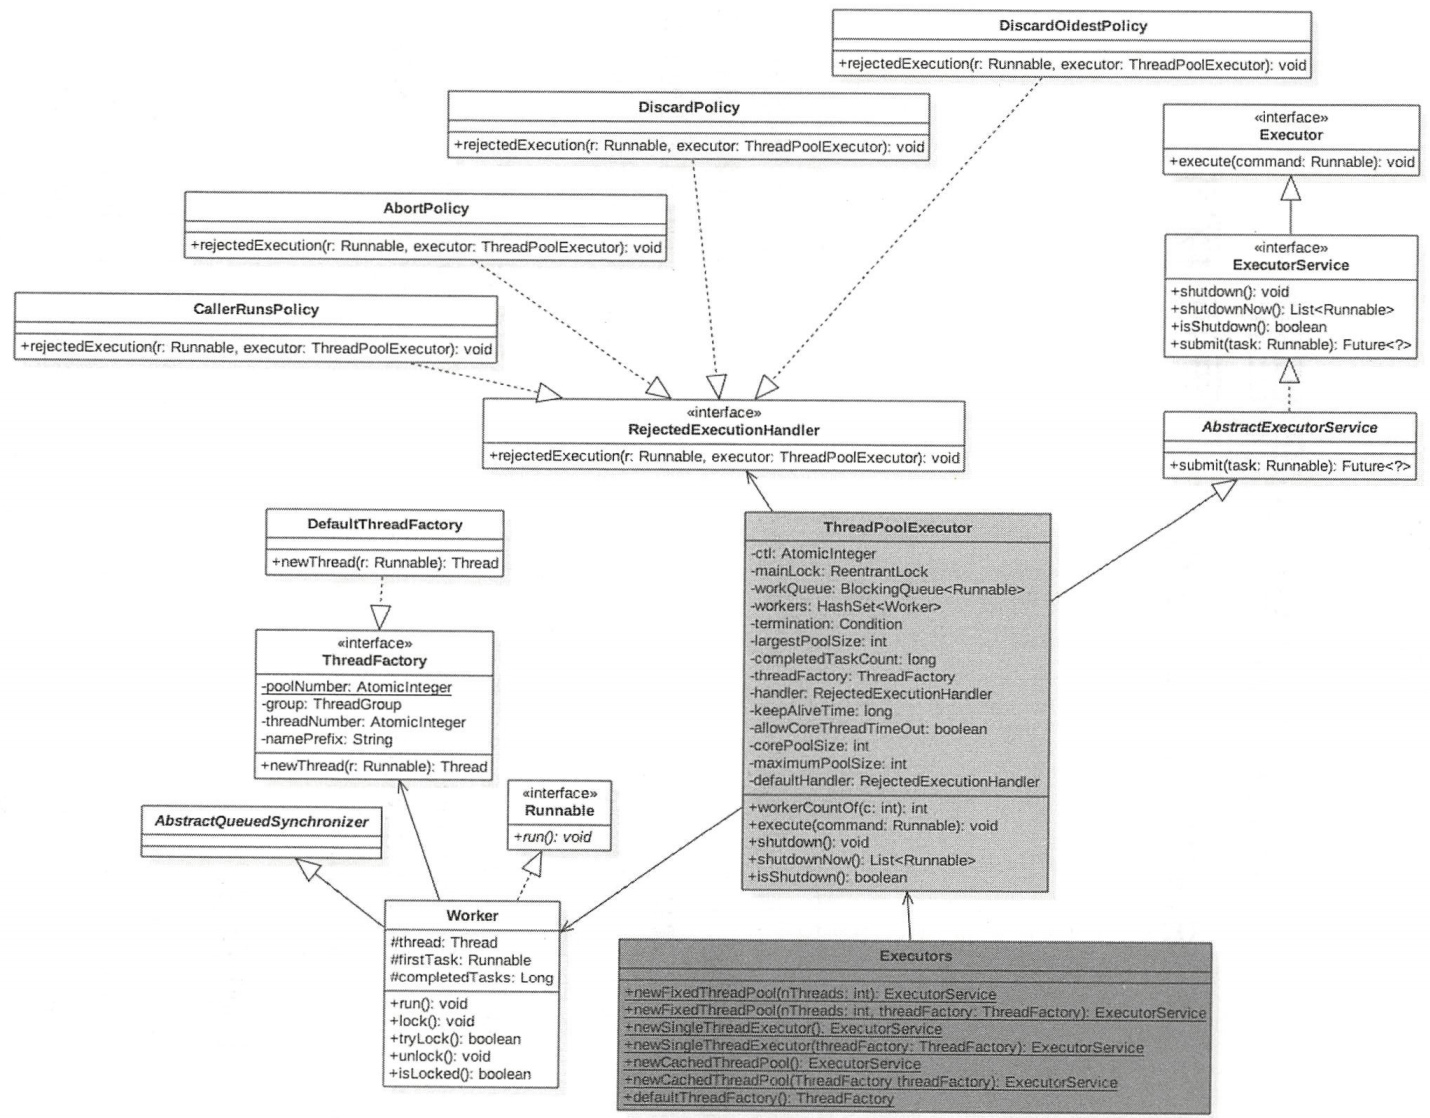 DiscardOldestPolicy
+rejectedExecution(r: Runnable, executor: ThreadPoolExecutor): void
DiscardPolicy
+rejectedExecution(r: Runnable, executor: ThreadPoolExecutor): void
«interface»
Executor
+execute(command: Runnable): void
AbortPolicy
+rejectedExecution(r: Runnable, executor: ThreadPoolExecutor): void
«interface»
ExecutorService
+shutdown(): void
+shutdownNow(): List<Runnable>
+isShutdown(): boolean
+submit(task: Runnable): Future<?>
CallerRunsPolicy
+rejectedExecution(r: Runnable, executor: ThreadPoolExecutor): void
«interface»
RejectedExecutionHandler
+rejectedExecution(r: Runnable, executor: ThreadPoolExecutor): void
AbstractExecutorService
+submit(task: Runnable): Future<?>
DefaultThreadFactory
+newThread(r: Runnable): Thread
ThreadPoolExecutor
-ctl: AtomicInteger
-mainLock: ReentrantLock
-workQueue: BlockingQueue<Runnable>
-workers: HashSet<Worker>
-termination: Condition
-largestPoolSize: int
-completedTaskCount: long
-threadFactory: ThreadFactory
-handler: RejectedExecutionHandler
-keepAliveTime: long
-allowCoreThreadTimeOut: boolean
-corePoolSize: int
-maximumPoolSize: int
-defaultHandler: RejectedExecutionHandler
+workerCountOf(c: int): int
+execute(command: Runnable): void
+shutdown(): void
+shutdownNow(): List<Runnable>
+isShutdown(): boolean
«interface»
ThreadFactory
-poolNumber: AtomicInteger
-group: ThreadGroup
-threadNumber: AtomicInteger
-namePrefix: String
+newThread(r: Runnable): Thread
«interface»
Runnable
+run(): void
AbstractQueuedSynchronizer
Worker
#thread: Thread
#firstTask: Runnable
#completedTasks: Long
+run(): void
+lock(): void
+tryLock(): boolean
+unlock(): void
+isLocked(): boolean
Executors
+newFixedThreadPool(nThreads: int): ExecutorService
+newFixedThreadPool(nThreads: int, threadFactory: ThreadFactory): ExecutorService
+newSingleThreadExecutor(): ExecutorService
+newSingleThreadExecutor(threadFactory: ThreadFactory): ExecutorService
+newCachedThreadPool(): ExecutorService
+newCachedThreadPool(ThreadFactory threadFactory): ExecutorService
+defaultThreadFactory(): ThreadFactory